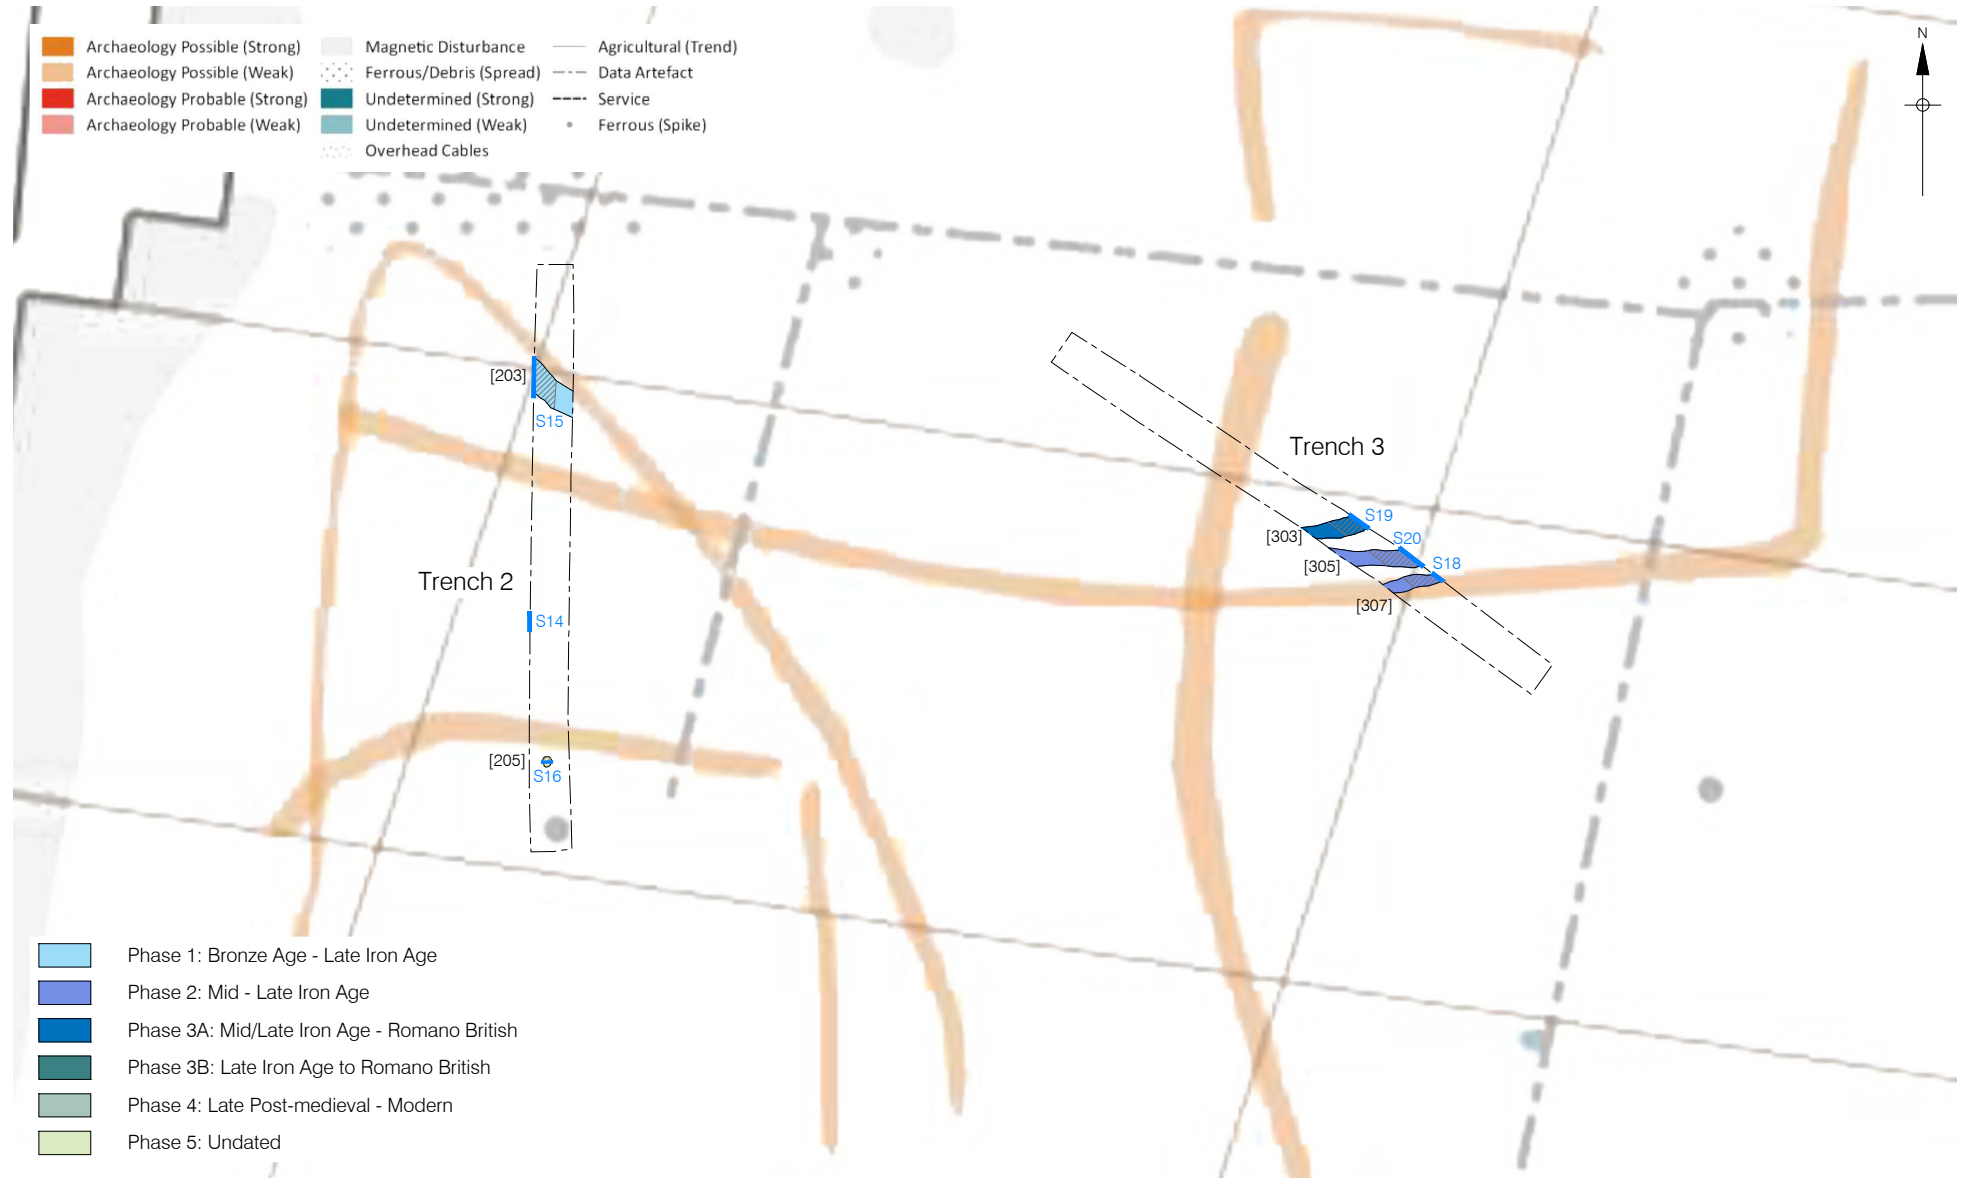 Archaeology Possible (Strong)
Archaeology Possible (Weak)
Archaeology Probable (Strong)
Archaeology Probable (Weak)
Magnetic Disturbance
Ferrous/Debris (Spread)
Undetermined (Strong)
Undetermined (Weak)
Overhead Cables
Agricultural (Trend)
Data Artefact
Service
Ferrous (Spike)
N
[203]
S15
Trench 2
S14
[205]
S16
Trench 3
S19
[303]
S20
[305]
S18
[307]
Phase 1: Bronze Age - Late Iron Age
Phase 2: Mid - Late Iron Age
Phase 3A: Mid/Late Iron Age - Romano British
Phase 3B: Late Iron Age to Romano British
Phase 4: Late Post-medieval - Modern
Phase 5: Undated